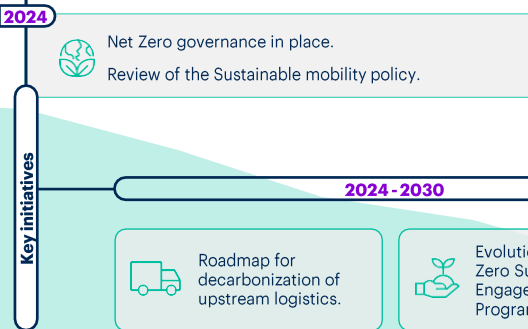 2024
Net Zero governance in place.
Review of the Sustainable mobility policy.
Key initiatives
2024 - 2030
Roadmap for
decarbonization of
upstream logistics.
Zero